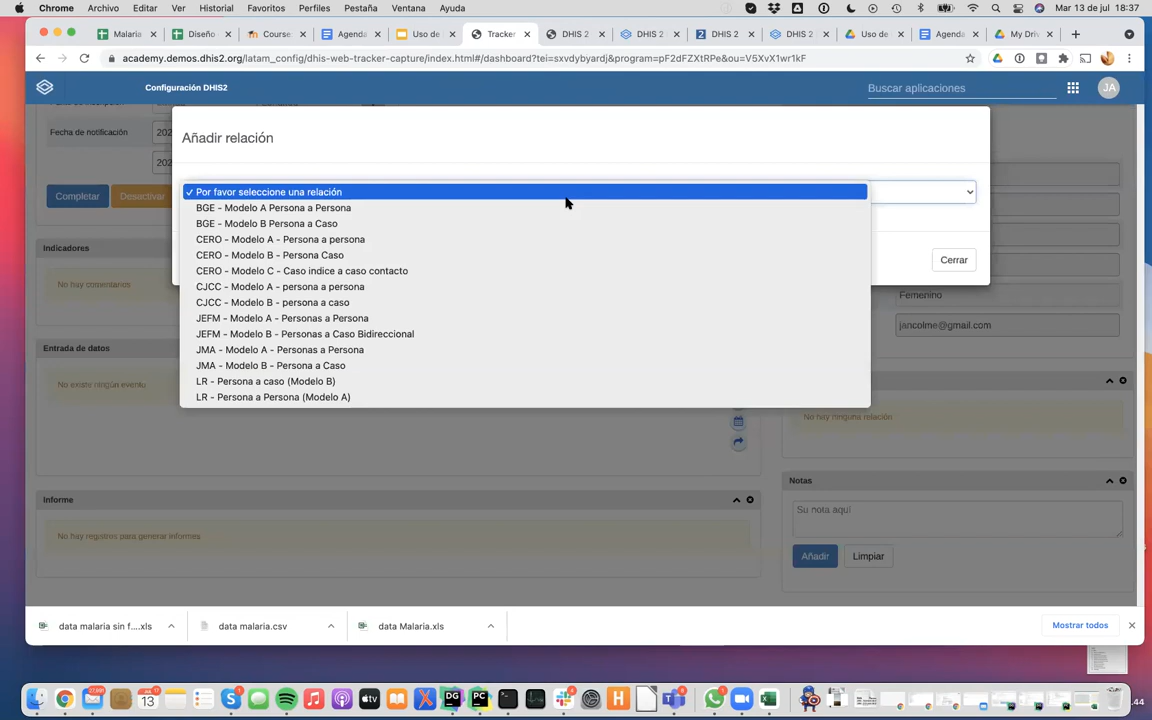 Chrome Archivo Editar Ver Historial Favoritos Perfiles Pestaña Ventana Ayuda Mar 13 de jul 18:37
Malaria Diseño Course: Agenda Uso de Tracker DHIS 2 DHIS 2 DHIS 2 DHIS 2 Uso de Agenda My Driv
academy.demos.dhis2.org/latam_config/dhis-web-tracker-capture/index.html#/dashboard?tei=sxvdybyardj&program=pF2dFZXtRPe&ou=V5XvX1wr1kF
Configuración DHIS2 Buscar aplicaciones JA
Fecha de notificación 202
Añadir relación
202
Completar Desactivar
✓ Por favor seleccione una relación
BGE - Modelo A Persona a Persona
BGE - Modelo B Persona a Caso
CERO - Modelo A - Persona a persona
CERO - Modelo B - Persona Caso
CERO - Modelo C - Caso indice a caso contacto
CJCC - Modelo A - persona a persona
CJCC - Modelo B - persona a caso
JEFM - Modelo A - Personas a Persona
JEFM - Modelo B - Personas a Caso Bidireccional
JMA - Modelo A - Personas a Persona
JMA - Modelo B - Persona a Caso
LR - Persona a caso (Modelo B)
LR - Persona a Persona (Modelo A)
Cerrar
Indicadores
No hay comentarios
Femenino
jancolme@gmail.com
Entrada de datos
No existe ningún evento
No hay ninguna relación
Informe
No hay registros para generar informes
Notas
Su nota aquí
Añadir Limpiar
data malaria sin f....xls data malaria.csv data Malaria.xls Mostrar todos